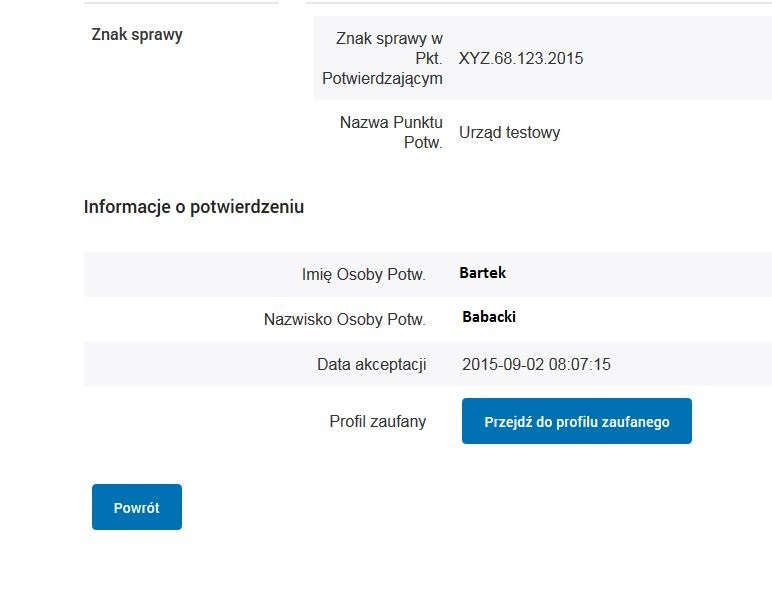 Znak sprawy
Znak sprawy w
Pkt.
Potwierdzającym
XYZ.68.123.2015
Nazwa Punktu
Potw.
Urząd testowy
Informacje o potwierdzeniu
Imię Osoby Potw. Bartek
Nazwisko Osoby Potw. Babacki
Data akceptacji 2015-09-02 08:07:15
Profil zaufany Przejdź do profilu zaufanego
Powrót